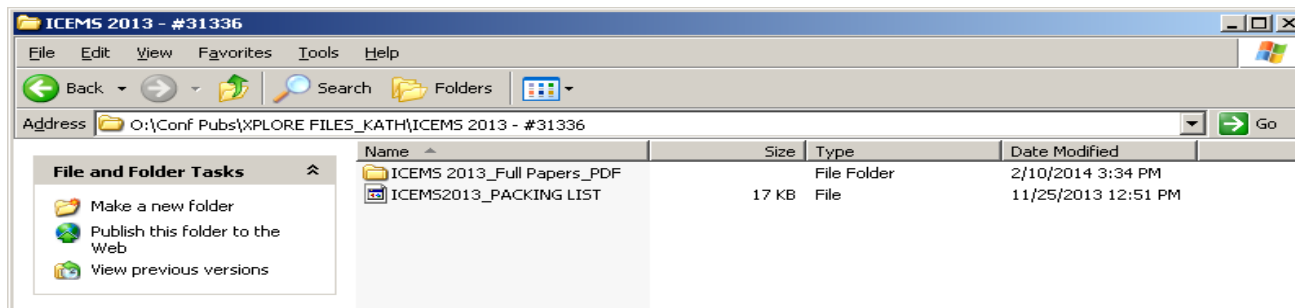 ICEMS 2013 - #31336
File Edit View Favorites Tools Help
Back Search Folders
Address O:\Conf Pubs\XPLORE FILES_KATH\ICEMS 2013 - #31336 Go
File and Folder Tasks
Make a new folder
Publish this folder to the
Web
View previous versions
Name Size Type Date Modified
ICEMS 2013_Full Papers_PDF File Folder 2/10/2014 3:34 PM
ICEMS2013_PACKING LIST 17 KB File 11/25/2013 12:51 PM